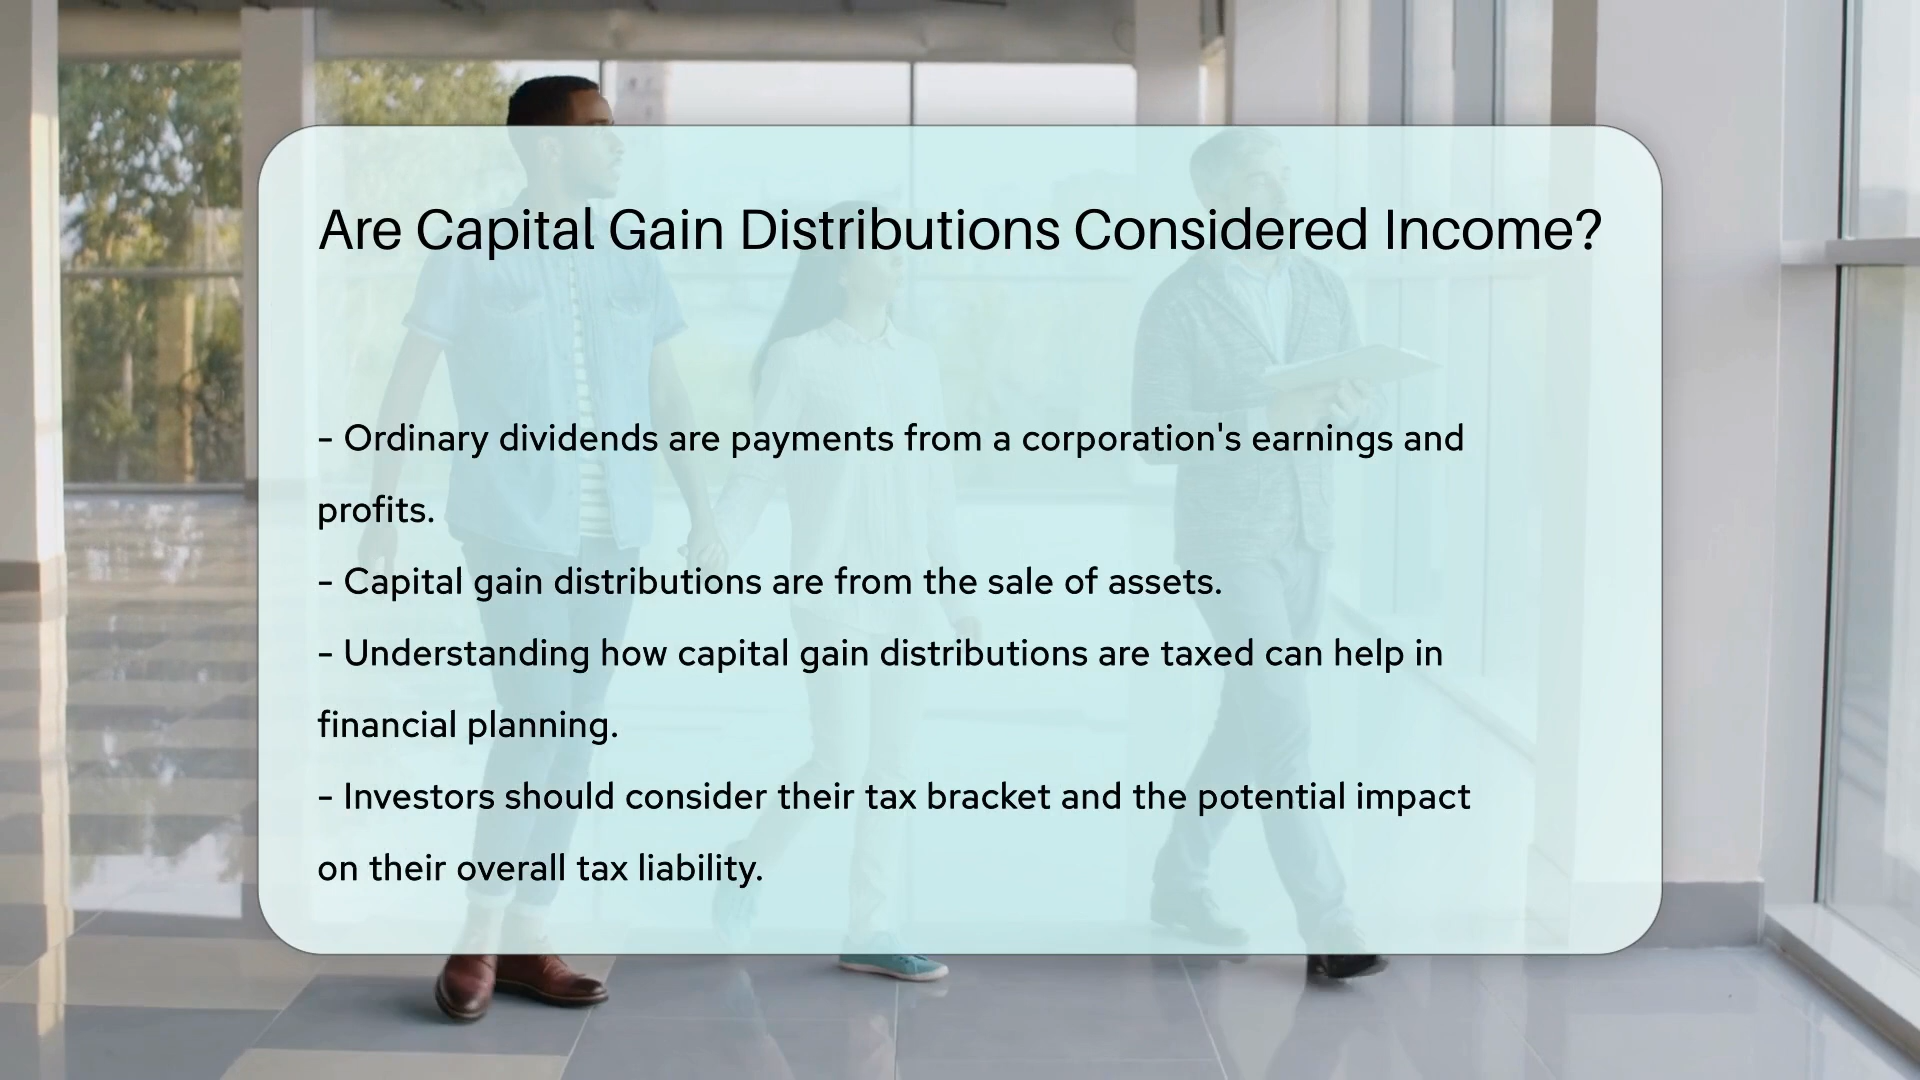 Are Capital Gain Distributions Considered Income?
- Ordinary dividends are payments from a corporation's earnings and
profits.
- Capital gain distributions are from the sale of assets.
- Understanding how capital gain distributions are taxed can help in
financial planning.
- Investors should consider their tax bracket and the potential impact
on their overall tax liability.